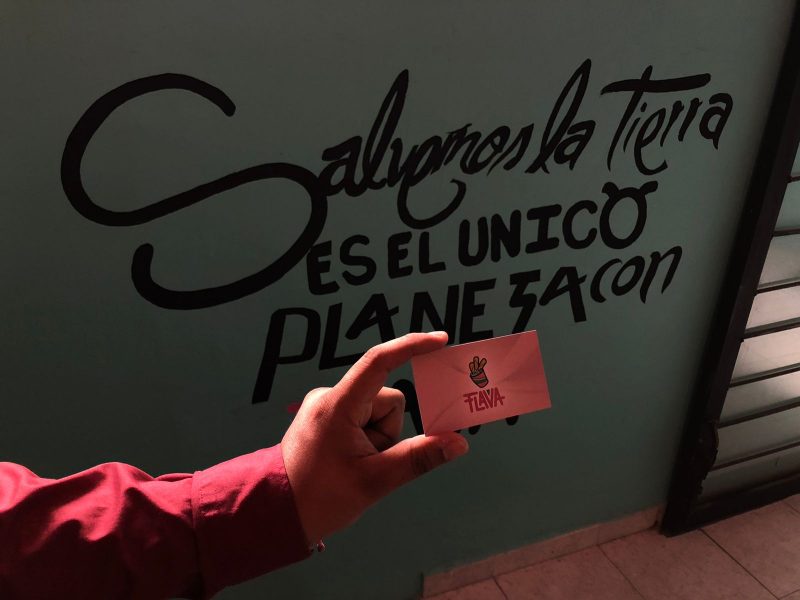 Salvemos la Tierra
ES EL UNICO
PLANETA con
FLAVA